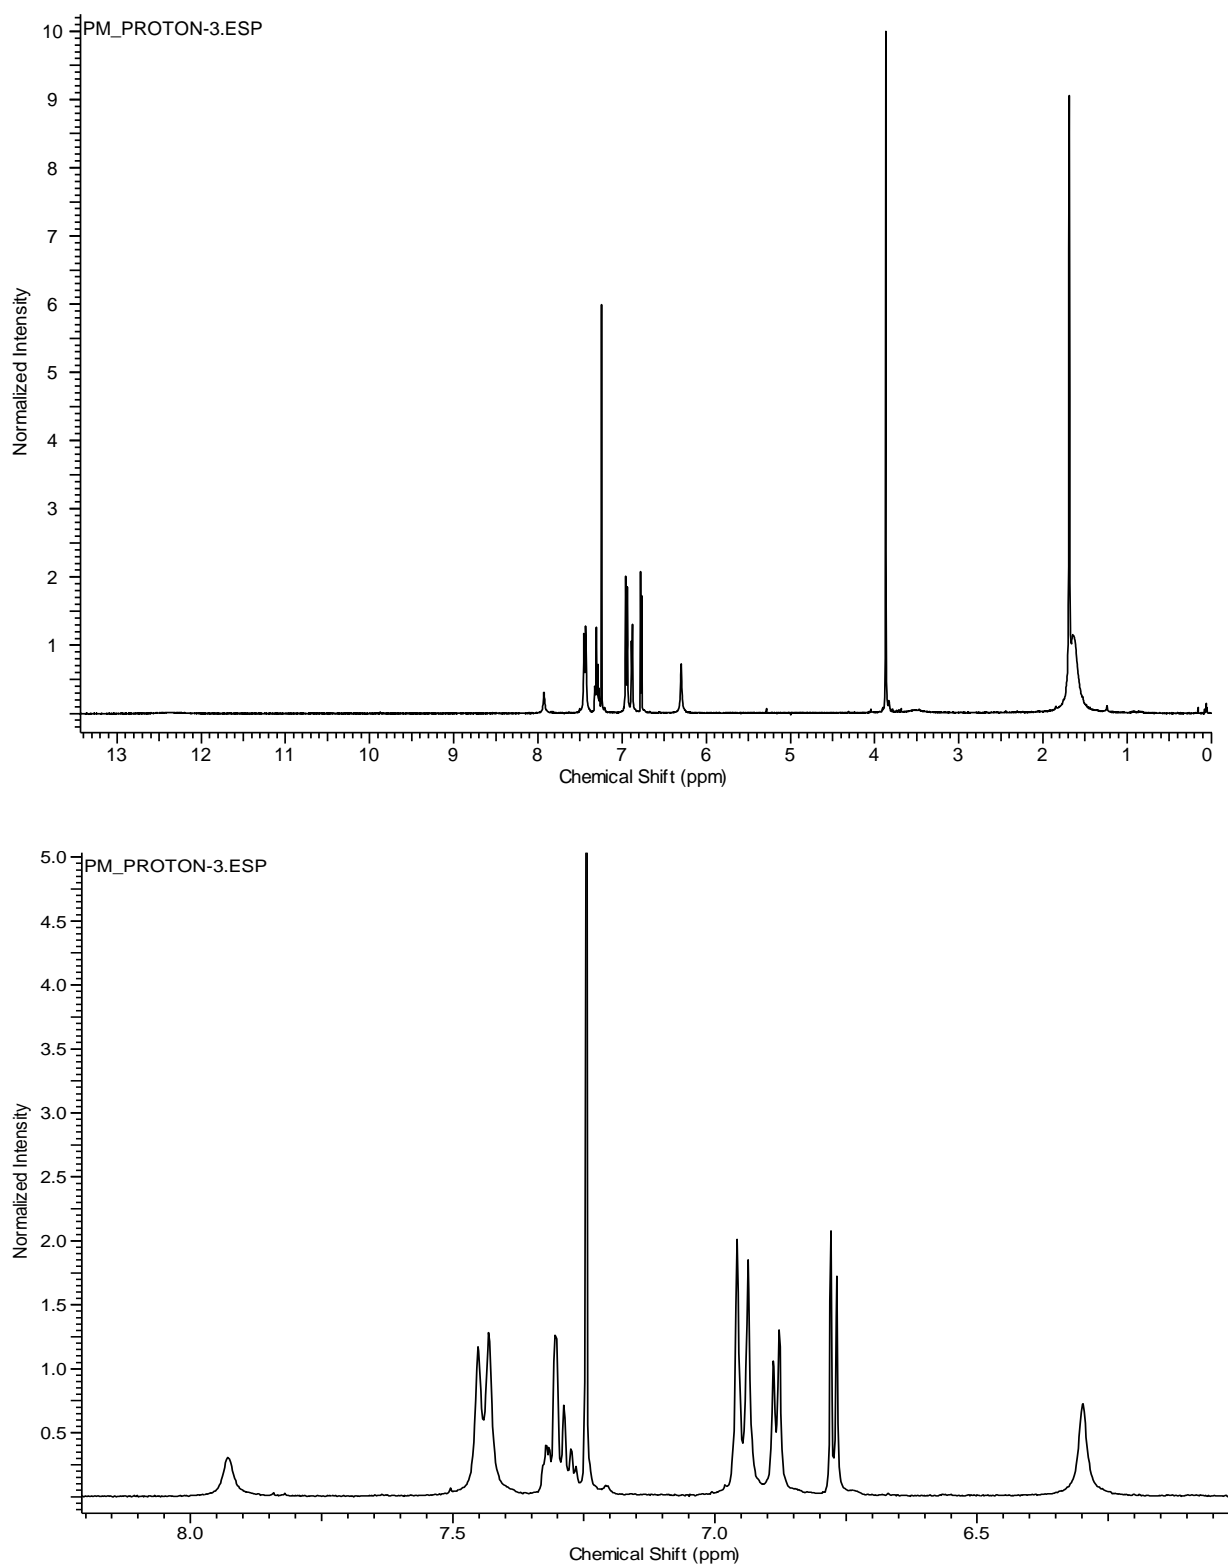 PM_PROTON-3.ESP
10
9
8
7
6
5
4
3
2
1
Normalized Intensity
13 12 11 10 9 8 7 6 5 4 3 2 1 0
Chemical Shift (ppm)
PM_PROTON-3.ESP
5.0
4.5
4.0
3.5
3.0
2.5
2.0
1.5
1.0
0.5
Normalized Intensity
8.0 7.5 7.0 6.5
Chemical Shift (ppm)